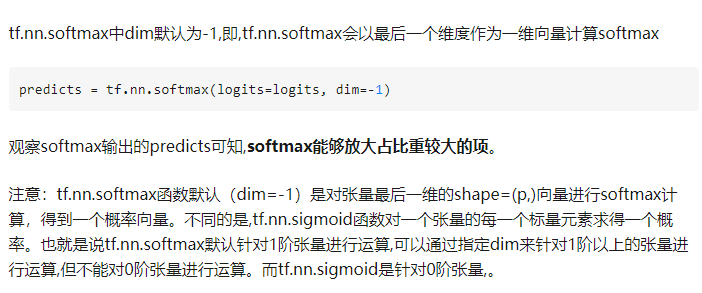 tf.nn.softmax中dim默认为-1,即,tf.nn.softmax会以最后一个维度作为一维向量计算softmax
predicts = tf.nn.softmax(logits=logits, dim=-1)
观察softmax输出的predicts可知,softmax能够放大占比重较大的项。
注意：tf.nn.softmax函数默认（dim=-1）是对张量最后一维的shape=(p,)向量进行softmax计
算，得到一个概率向量。不同的是,tf.nn.sigmoid函数对一个张量的每一个标量元素求得一个概
率。也就是说tf.nn.softmax默认针对1阶张量进行运算,可以通过指定dim来针对1阶以上的张量进
行运算,但不能对0阶张量进行运算。而tf.nn.sigmoid是针对0阶张量,。